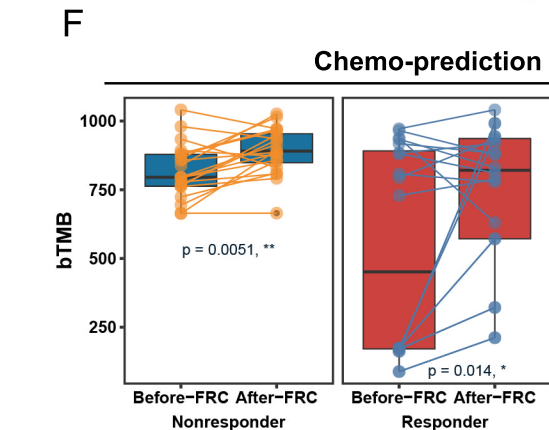 F
Chemo-prediction
1000
750
500
250
bTMB
p = 0.0051, **
p = 0.014, *
Before-FRC After-FRC Before-FRC After-FRC
Nonresponder Responder